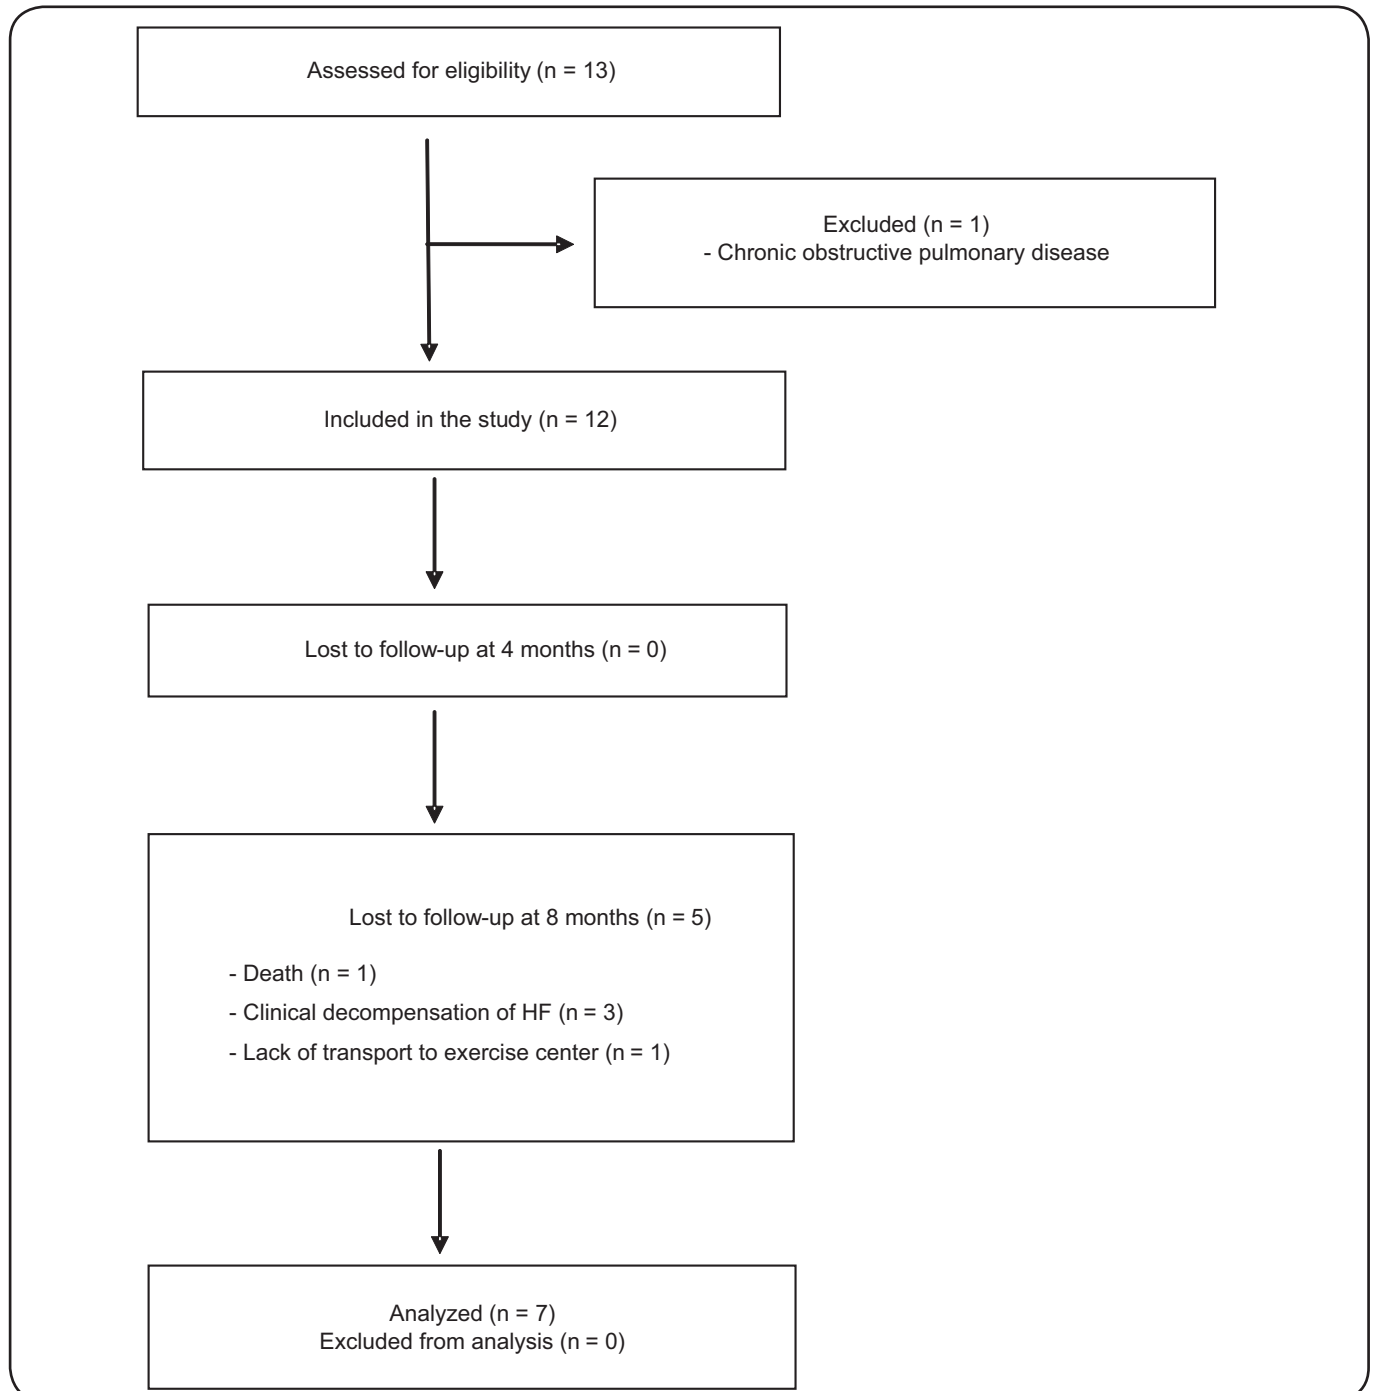 Assessed for eligibility (n = 13)
Excluded (n = 1)
- Chronic obstructive pulmonary disease
Included in the study (n = 12)
Lost to follow-up at 4 months (n = 0)
Lost to follow-up at 8 months (n = 5)
- Death (n = 1)
- Clinical decompensation of HF (n = 3)
- Lack of transport to exercise center (n = 1)
Analyzed (n = 7)
Excluded from analysis (n = 0)